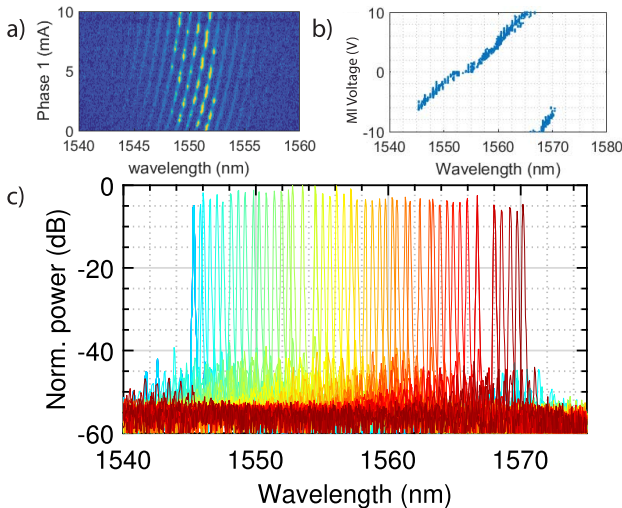 a)
Phase 1 (mA)
10
5
0
1540
1545
1550
1555
1560
wavelength (nm)
b)
MI Voltage (V)
10
0
-10
1540
1550
1560
1570
1580
Wavelength (nm)
c)
Norm. power (dB)
0
-20
-40
-60
1540
1550
1560
1570
Wavelength (nm)